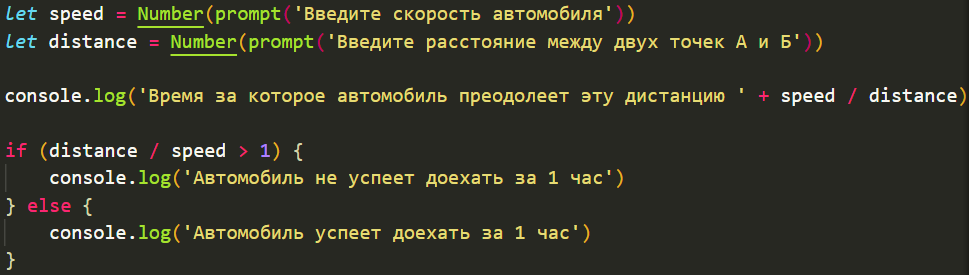 let speed = Number(prompt('Введите скорость автомобиля'))
let distance = Number(prompt('Введите расстояние между двух точек А и Б'))
console.log('Время за которое автомобиль преодолеет эту дистанцию ' + speed / distance)
if (distance / speed > 1) {
    console.log('Автомобиль не успеет доехать за 1 час')
} else {
    console.log('Автомобиль успеет доехать за 1 час')
}